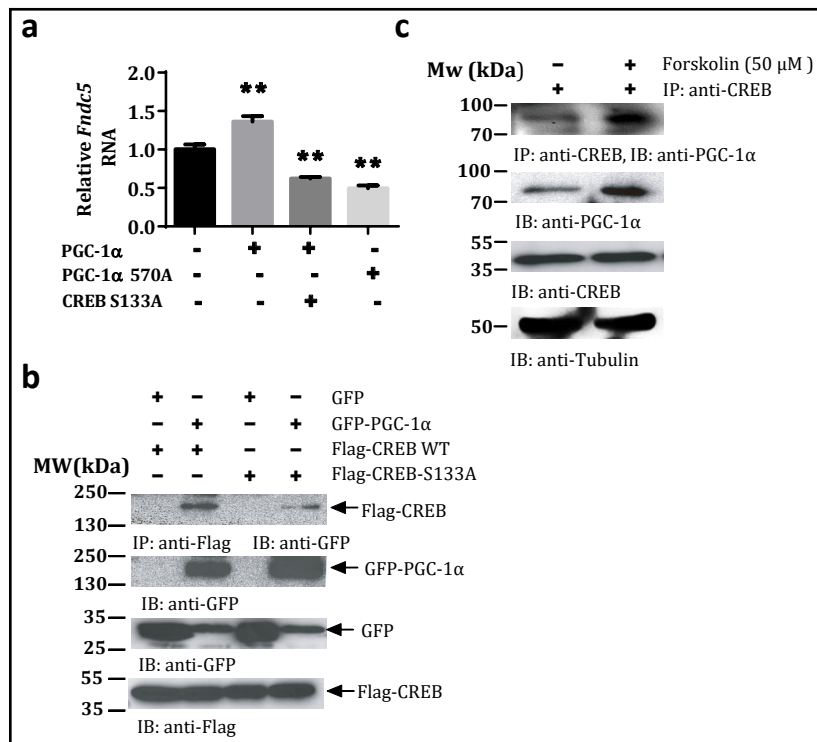 a
Relative Fndc5
RNA
2.0
1.5
1.0
0.5
0.0
**
**
**
PGC-1α - + + -
PGC-1α 570A - - - +
CREB S133A - - + -
c
Mw (kDa)
- + Forskolin (50 µM )
+ + IP: anti-CREB
100
70
IP: anti-CREB, IB: anti-PGC-1α
100
70
IB: anti-PGC-1α
55
35
IB: anti-CREB
50
IB: anti-Tubulin
b
+ - + - GFP
- + - + GFP-PGC-1α
+ + - - Flag-CREB WT
MW(kDa)
- - + + Flag-CREB-S133A
250
130
Flag-CREB
IP: anti-Flag IB: anti-GFP
250
130
GFP-PGC-1α
IB: anti-GFP
35
25
GFP
IB: anti-GFP
55
35
Flag-CREB
IB: anti-Flag